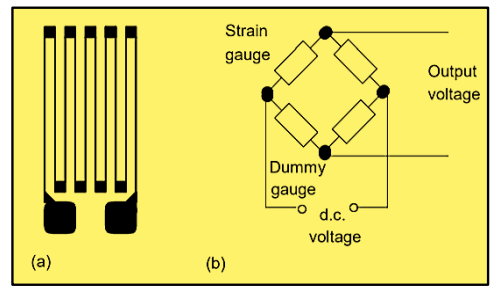 Strain
gauge
Output
voltage
Dummy
gauge
d.c.
voltage
(a)
(b)